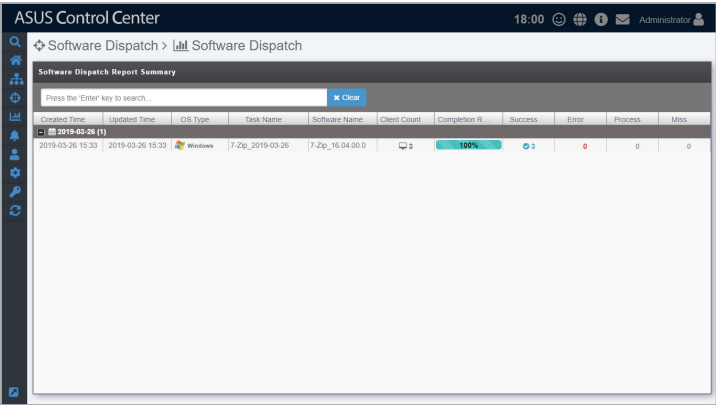 ASUS Control Center
18:00 Administrator
Software Dispatch > Software Dispatch
Software Dispatch Report Summary
Press the 'Enter' key to search... Clear
Created Time Updated Time OS Type Task Name Software Name Client Count Completion R... Success Error Process Miss
2019-03-26 (1)
2019-03-26 15:33 2019-03-26 15:33 Windows 7-Zip_2019-03-26 7-Zip_16.04.00.0 3 100% 3 0 0 0